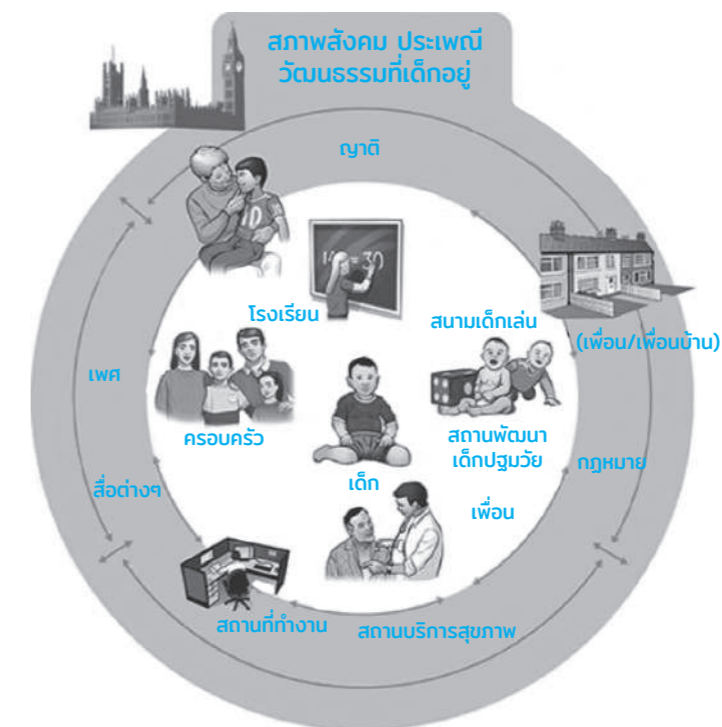 สภาพสังคม ประเพณี
วัฒนธรรมที่เด็กอยู่
ญาติ
140 = 30
โรงเรียน
สนามเด็กเล่น
(เพื่อน/เพื่อนบ้าน)
เพศ
ครอบครัว
สถานพัฒนา
เด็กปฐมวัย
กฎหมาย
เด็ก
สื่อต่างๆ
เพื่อน
สถานที่ทำงาน
สถานบริการสุขภาพ